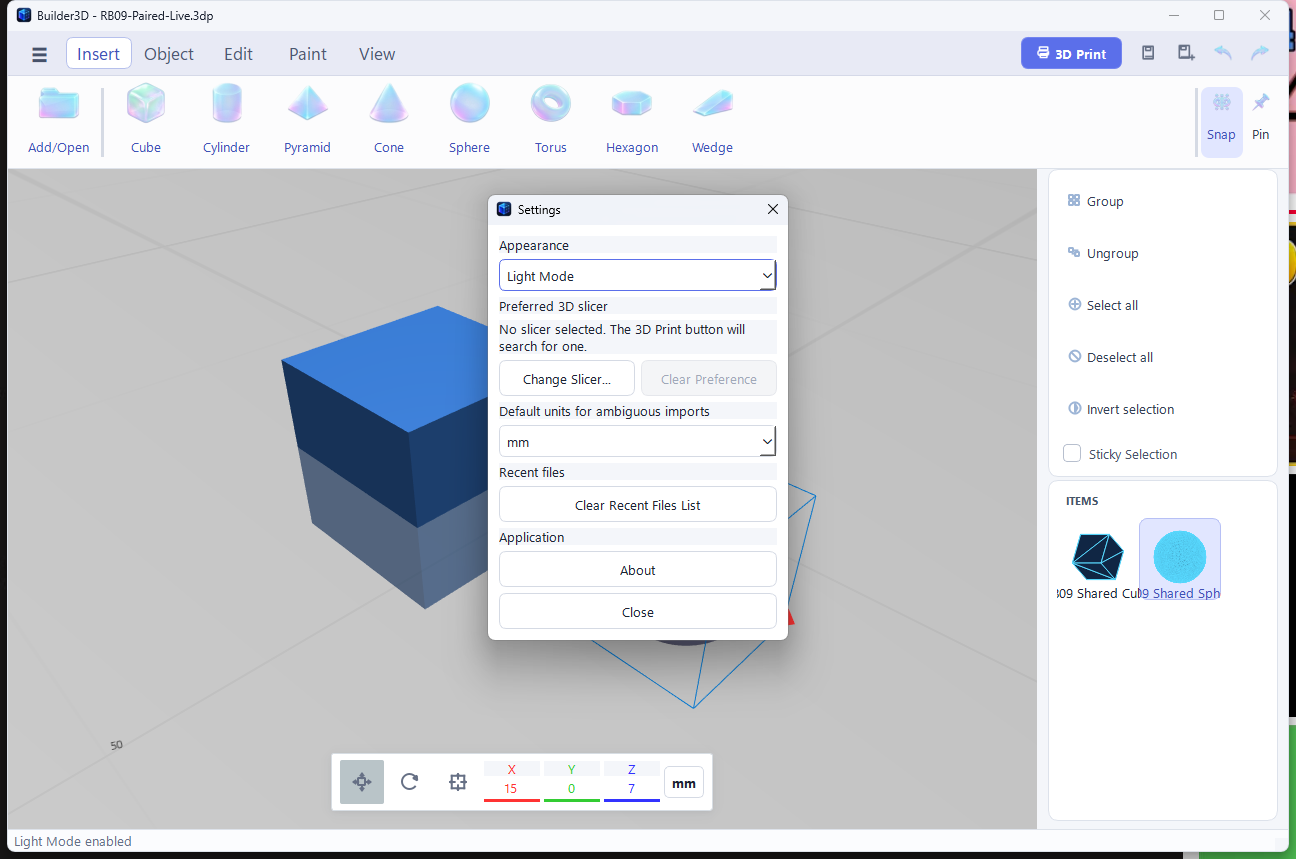 Builder3D - RB09-Paired-Live.3dp
Insert
Object
Edit
Paint
View
3D Print
Add/Open
Cube
Cylinder
Pyramid
Cone
Sphere
Torus
Hexagon
Wedge
Snap
Pin
Settings
Appearance
Light Mode
Preferred 3D slicer
No slicer selected. The 3D Print button will
search for one.
Change Slicer...
Clear Preference
Default units for ambiguous imports
mm
Recent files
Clear Recent Files List
Application
About
Close
Group
Ungroup
Select all
Deselect all
Invert selection
Sticky Selection
ITEMS
Shared Cu
Shared Sph
50
X
Y
Z
15
0
7
mm
Light Mode enabled